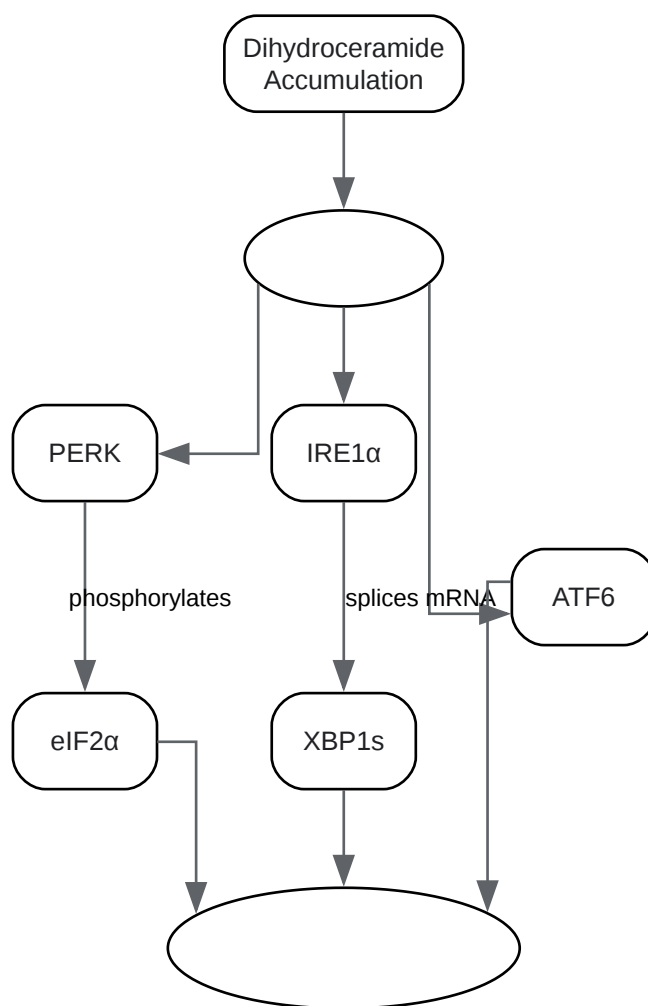 Dihydroceramide
Accumulation
PERK
IRE1α
phosphorylates
splices mRNA
ATF6
eIF2α
XBP1s